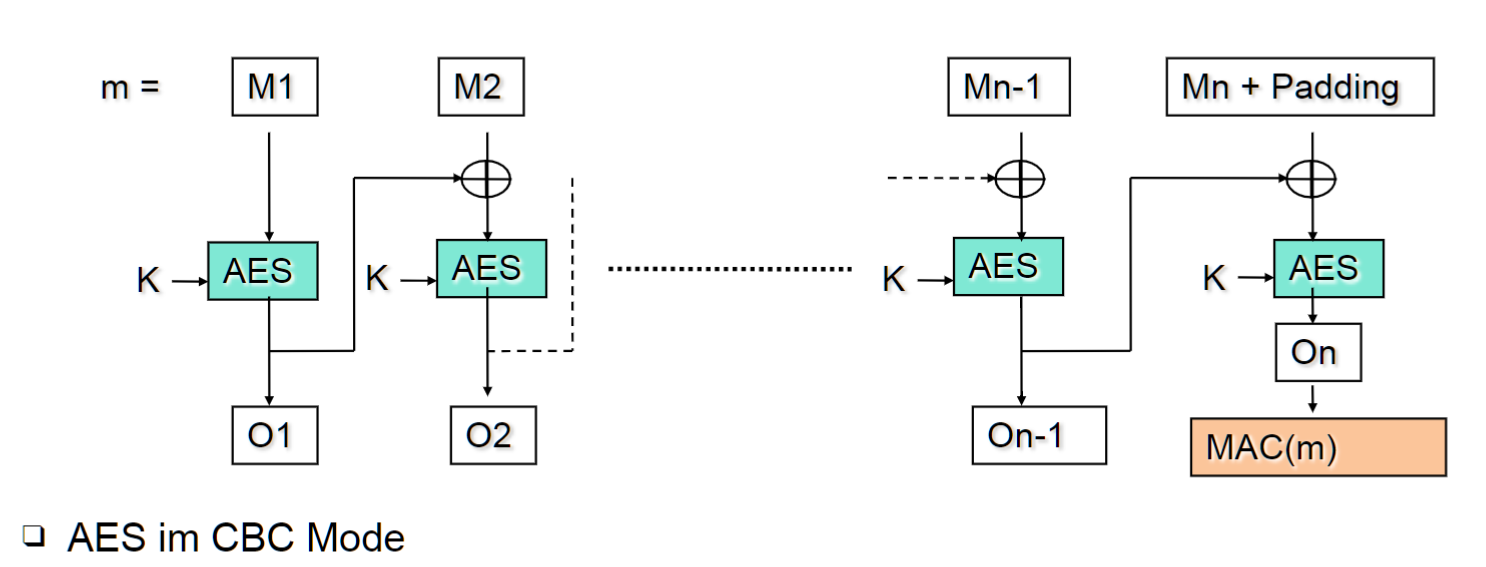 m = M1 M2 Mn-1 Mn + Padding
K AES K AES K AES K AES
On
O1 O2 On-1 MAC(m)
❑ AES im CBC Mode